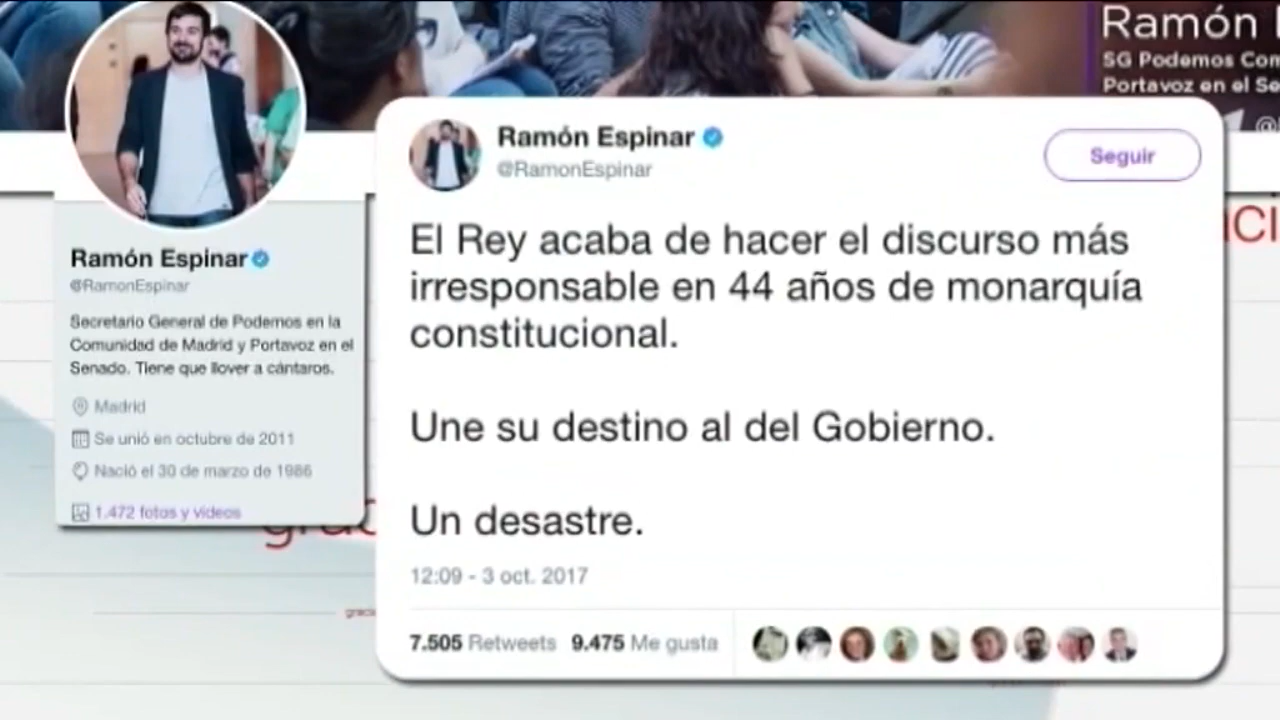 Ramón
SG Podemos Com
Portavoz en el Se
Ramón Espinar
@RamonEspinar
Seguir
El Rey acaba de hacer el discurso más
irresponsable en 44 años de monarquía
constitucional.
Une su destino al del Gobierno.
Un desastre.
12:09 - 3 oct. 2017
7.505 Retweets 9.475 Me gusta
Ramón Espinar
@RamonEspinar
Secretario General de Podemos en la
Comunidad de Madrid y Portavoz en el
Senado. Tiene que llover a cántaros.
Madrid
Se unió en octubre de 2011
Nació el 30 de marzo de 1986
1.472 fotos y vídeos